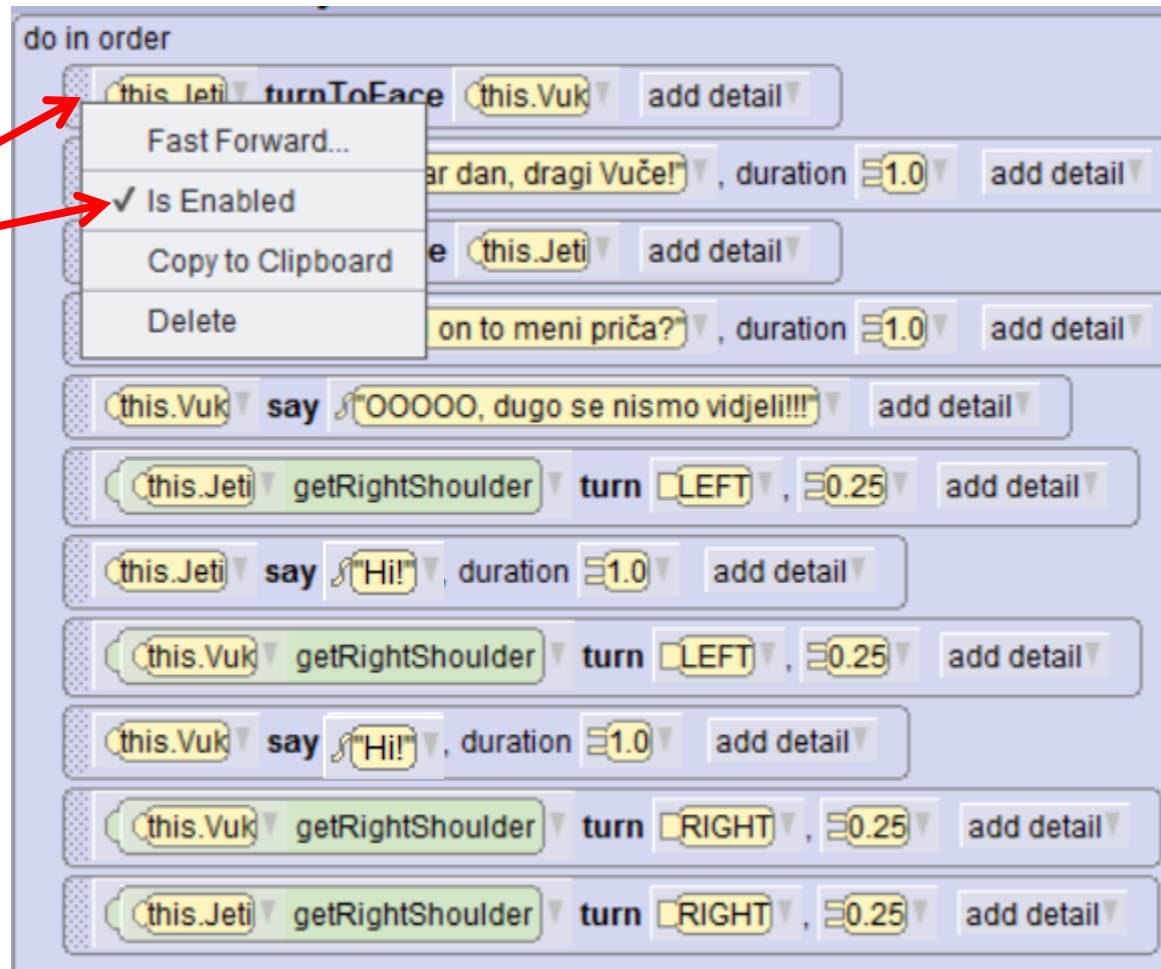 do in order
this.Jeti turnToFace this.Vuk add detail
Fast Forward...
dan, dragi Vuče!" , duration 1.0 add detail
✓ Is Enabled
this.Jeti add detail
Copy to Clipboard
on to meni priča?" , duration 1.0 add detail
Delete
this.Vuk say "OOOOO, dugo se nismo vidjeli!!!" add detail
this.Jeti getRightShoulder turn LEFT , 0.25 add detail
this.Jeti say "Hi!" , duration 1.0 add detail
this.Vuk getRightShoulder turn LEFT , 0.25 add detail
this.Vuk say "Hi!" , duration 1.0 add detail
this.Vuk getRightShoulder turn RIGHT , 0.25 add detail
this.Jeti getRightShoulder turn RIGHT , 0.25 add detail